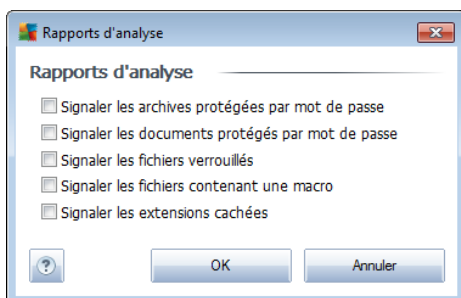 Rapports d'analyse
Rapports d'analyse
Signaler les archives protégées par mot de passe
Signaler les documents protégés par mot de passe
Signaler les fichiers verrouillés
Signaler les fichiers contenant une macro
Signaler les extensions cachées
? OK Annuler